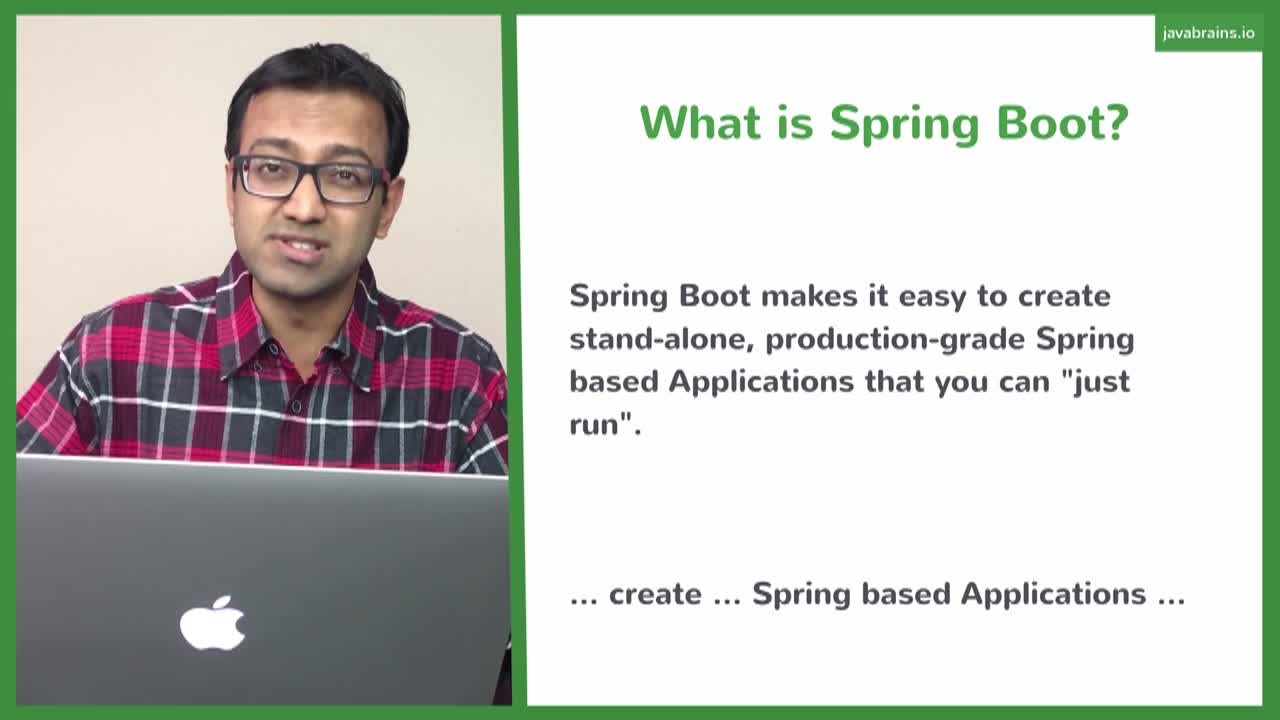 javabrains.io
What is Spring Boot?
Spring Boot makes it easy to create
stand-alone, production-grade Spring
based Applications that you can "just
run".
... create ... Spring based Applications ...